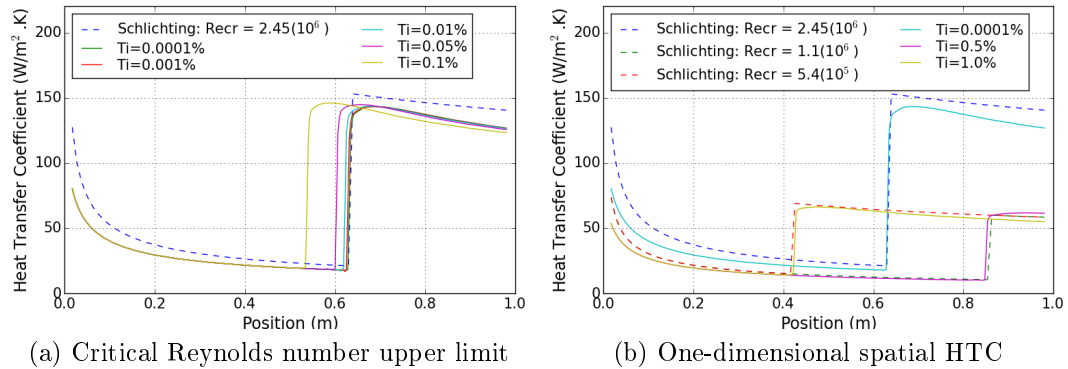 Heat Transfer Coefficient (W/m² .K)
220
200
150
100
50
0
0.0 0.2 0.4 0.6 0.8 1.0
Position (m)
Schlichting: Recr = 2.45(10⁶ )
Ti=0.0001%
Ti=0.001%
Ti=0.01%
Ti=0.05%
Ti=0.1%
(a) Critical Reynolds number upper limit
Heat Transfer Coefficient (W/m² .K)
200
150
100
50
0
0.0 0.2 0.4 0.6 0.8 1.0
Position (m)
Schlichting: Recr = 2.45(10⁶ )
Schlichting: Recr = 1.1(10⁶ )
Schlichting: Recr = 5.4(10⁵ )
Ti=0.0001%
Ti=0.5%
Ti=1.0%
(b) One-dimensional spatial HTC